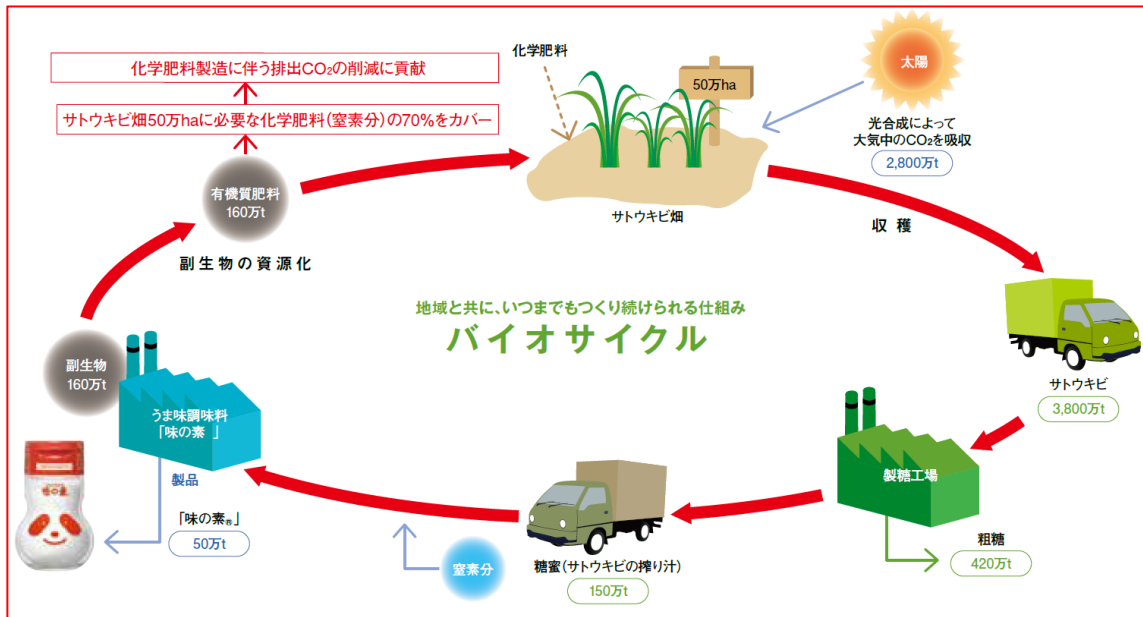 化学肥料製造に伴う排出CO₂の削減に貢献
サトウキビ畑50万haに必要な化学肥料(窒素分)の70%をカバー
有機質肥料
160万t
副生物の資源化
化学肥料
50万ha
サトウキビ畑
太陽
光合成によって
大気中のCO₂を吸収
2,800万t
収穫
地域と共に、いつまでもつくり続けられる仕組み
バイオサイクル
サトウキビ
3,800万t
製糖工場
粗糖
420万t
糖蜜(サトウキビの搾り汁)
150万t
窒素分
副生物
160万t
うま味調味料
「味の素 」
製品
「味の素®」
50万t
味の素